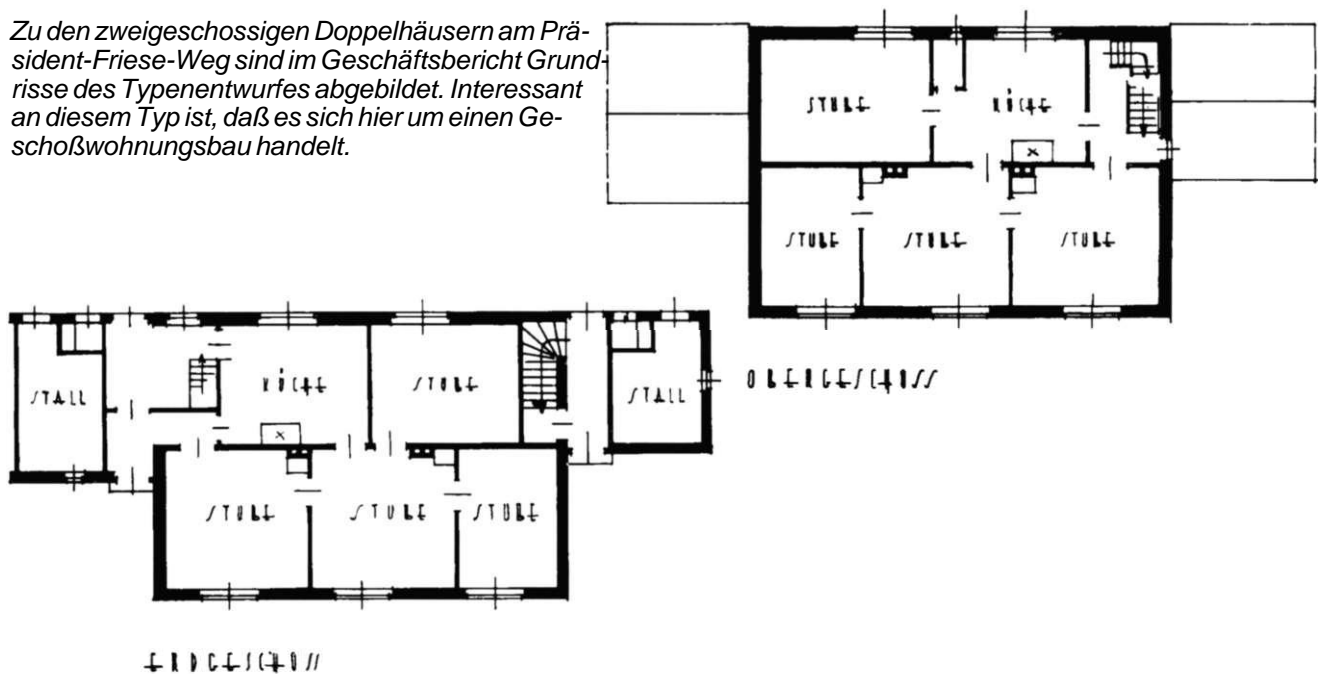 Zu den zweigeschossigen Doppelhäusern am Prä-
sident-Friese-Weg sind im Geschäftsbericht Grund-
risse des Typenentwurfes abgebildet. Interessant
an diesem Typ ist, daß es sich hier um einen Ge-
schoßwohnungsbau handelt.
STUBE KÜCHE
STUBE STUBE STUBE
OBERGESCHOSS
STALL KÜCHE STUBE STALL
STUBE STUBE STUBE
ERDGESCHOSS